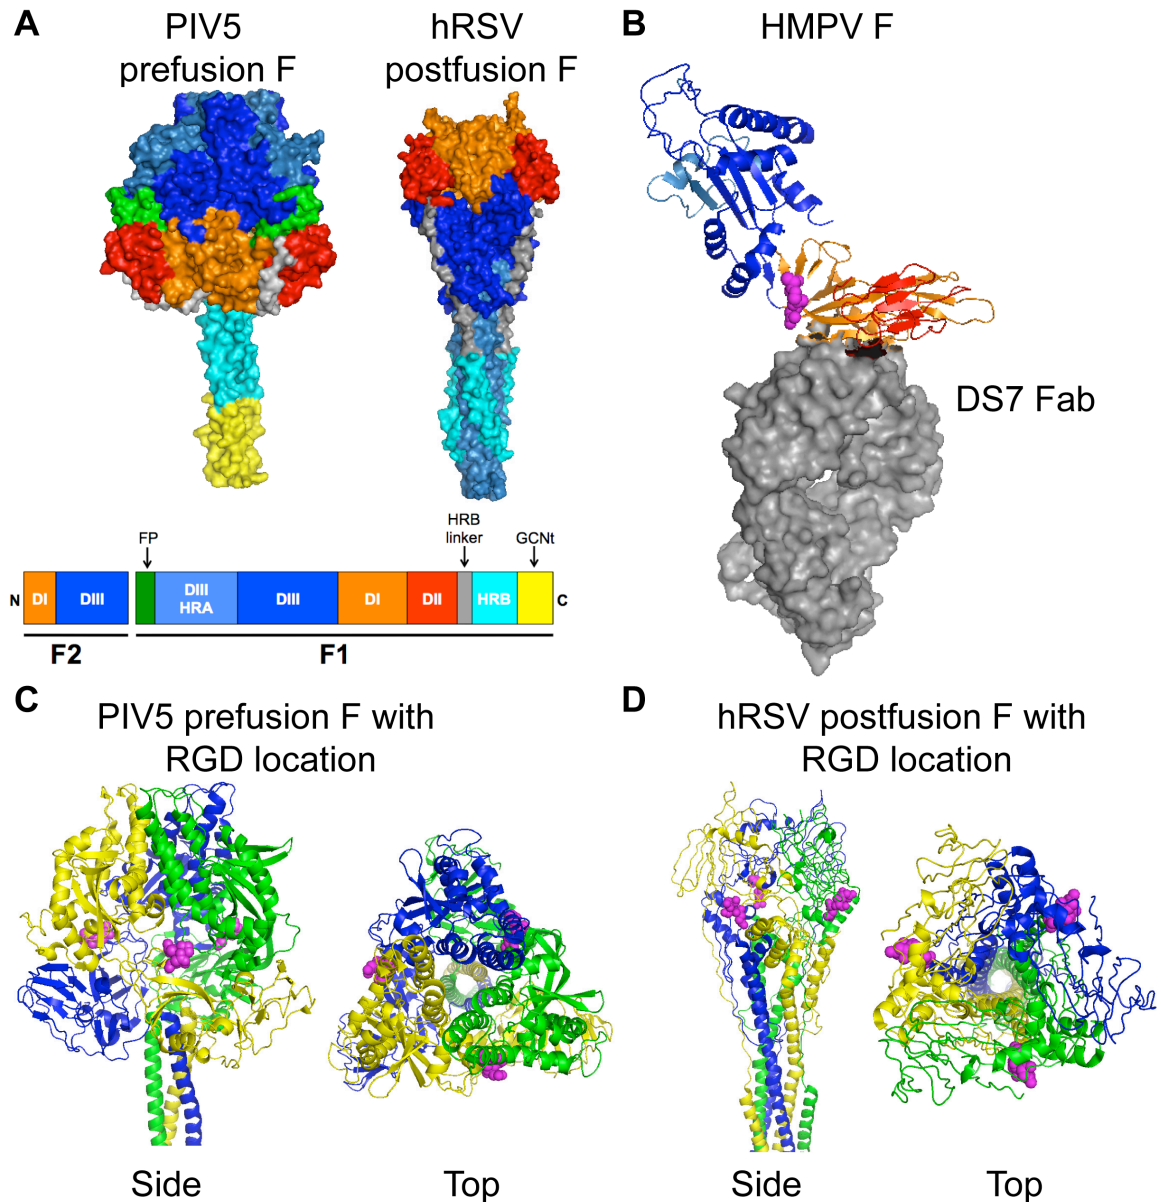 A
PIV5
prefusion F
hRSV
postfusion F
B
HMPV F
DS7 Fab
FP
HRB
linker
GCNt
N
DI
DIII
DIII
HRA
DIII
DI
DII
HRB
C
F2
F1
C
PIV5 prefusion F with
RGD location
Side
Top
D
hRSV postfusion F with
RGD location
Side
Top